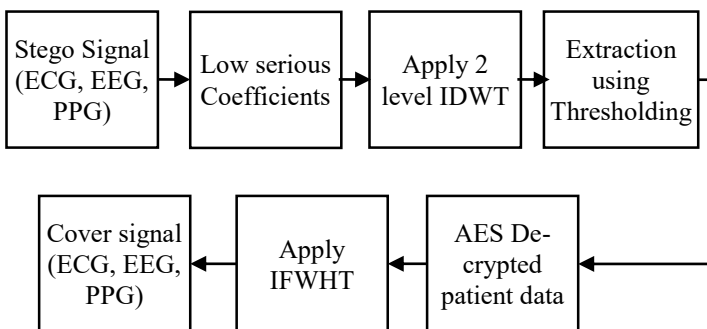 Stego Signal
(ECG, EEG,
PPG)
Low serious
Coefficients
Apply 2
level IDWT
Extraction
using
Thresholding
AES De-
crypted
patient data
Apply
IFWHT
Cover signal
(ECG, EEG,
PPG)